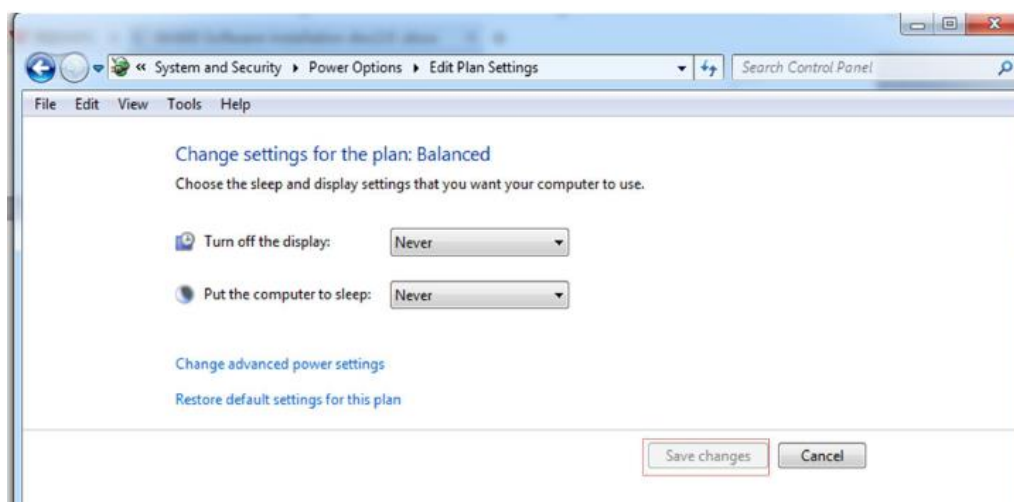 « System and Security ▸ Power Options ▸ Edit Plan Settings
Search Control Panel
File Edit View Tools Help
Change settings for the plan: Balanced
Choose the sleep and display settings that you want your computer to use.
Turn off the display: Never
Put the computer to sleep: Never
Change advanced power settings
Restore default settings for this plan
Save changes Cancel